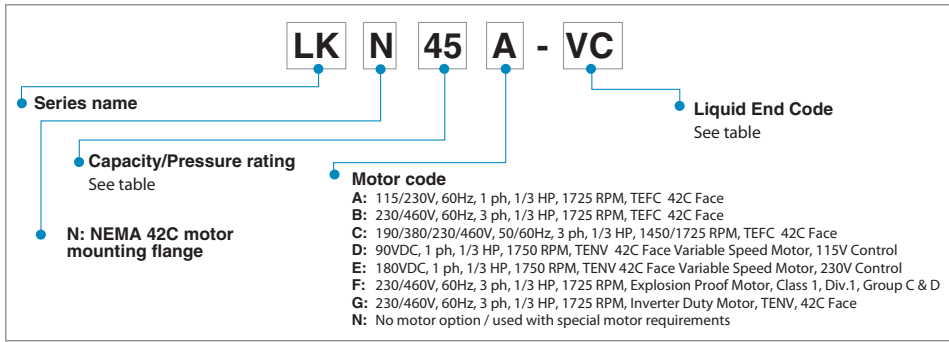 LK N 45 A - VC
Series name
Liquid End Code
See table
Capacity/Pressure rating
See table
Motor code
A: 115/230V, 60Hz, 1 ph, 1/3 HP, 1725 RPM, TEFC 42C Face
B: 230/460V, 60Hz, 3 ph, 1/3 HP, 1725 RPM, TEFC 42C Face
C: 190/380/230/460V, 50/60Hz, 3 ph, 1/3 HP, 1450/1725 RPM, TEFC 42C Face
D: 90VDC, 1 ph, 1/3 HP, 1750 RPM, TENV 42C Face Variable Speed Motor, 115V Control
E: 180VDC, 1 ph, 1/3 HP, 1750 RPM, TENV 42C Face Variable Speed Motor, 230V Control
F: 230/460V, 60Hz, 3 ph, 1/3 HP, 1725 RPM, Explosion Proof Motor, Class 1, Div.1, Group C & D
G: 230/460V, 60Hz, 3 ph, 1/3 HP, 1725 RPM, Inverter Duty Motor, TENV, 42C Face
N: No motor option / used with special motor requirements
N: NEMA 42C motor
mounting flange